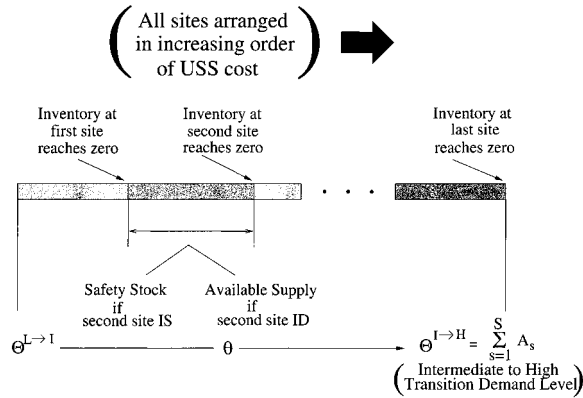 All sites arranged
in increasing order
of USS cost
Inventory at
first site
reaches zero
Inventory at
second site
reaches zero
Inventory at
last site
reaches zero
Safety Stock
if
second site IS
Available Supply
if
second site ID
Θ^{L→I}
θ
Θ^{I→H} = \sum_{s=1}^{S} A_s
(Intermediate to High
Transition Demand Level)